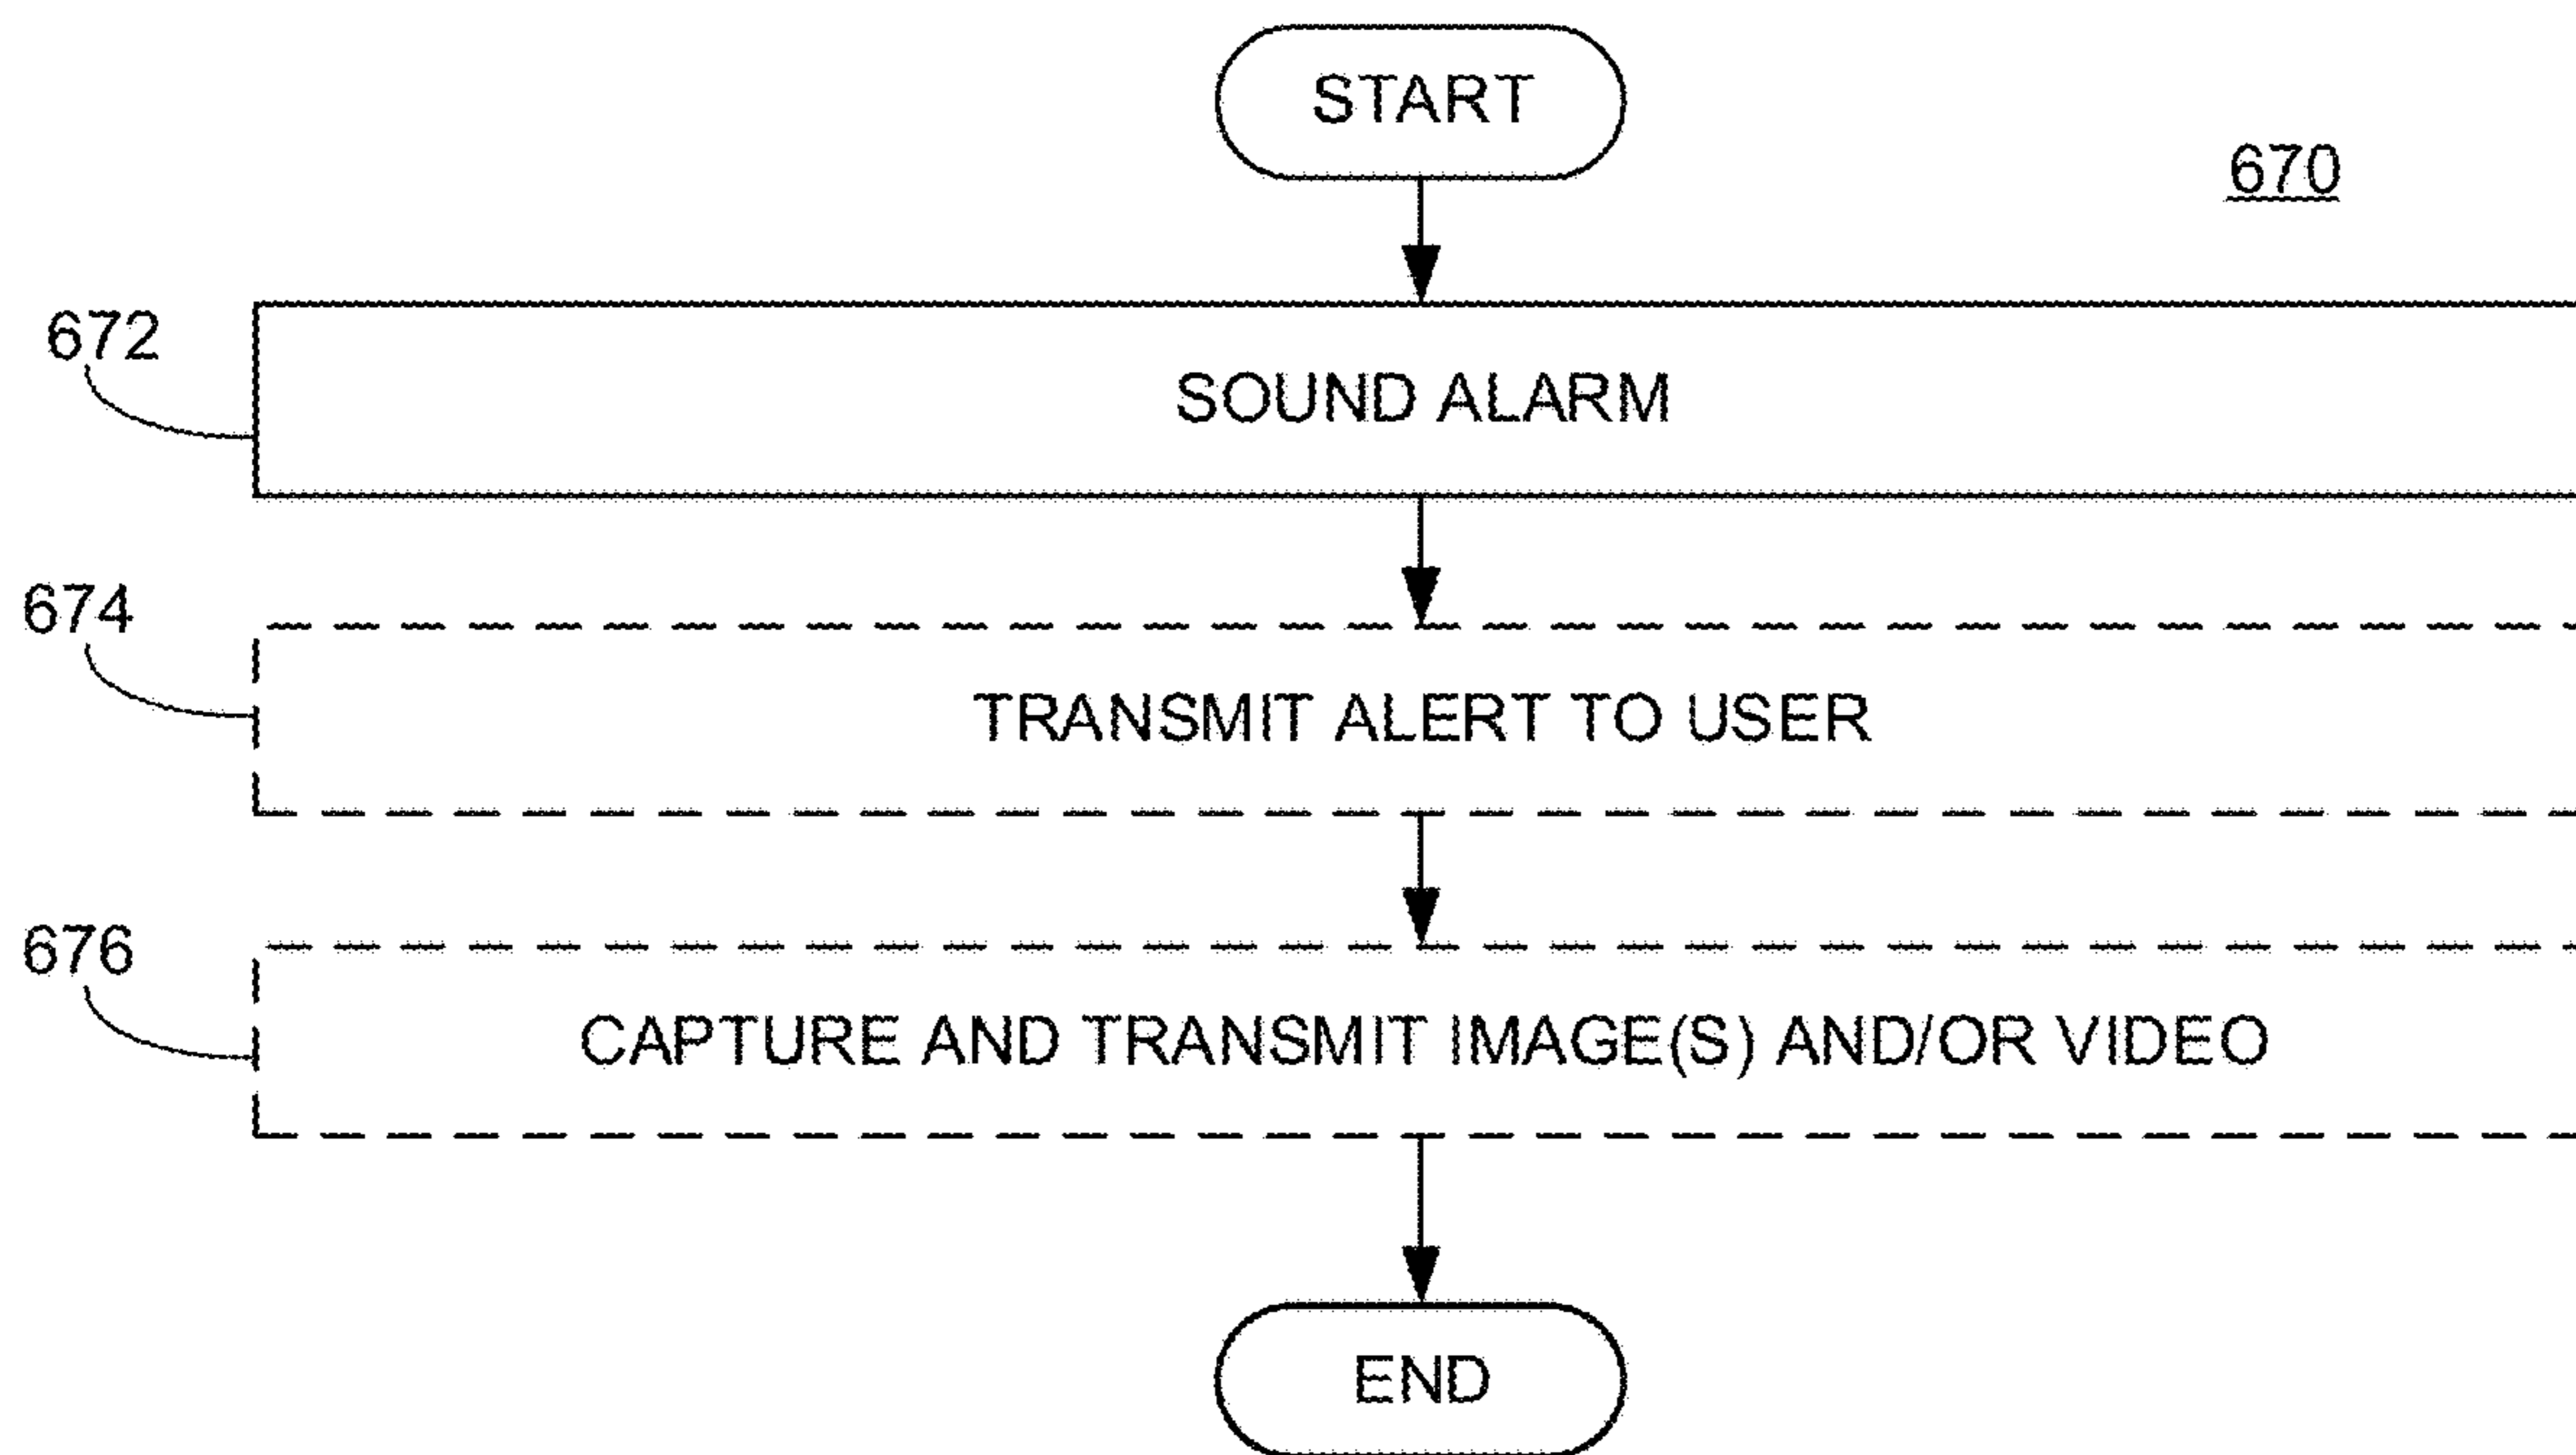 START
670
672
SOUND ALARM
674
TRANSMIT ALERT TO USER
676
CAPTURE AND TRANSMIT IMAGE(S) AND/OR VIDEO
END